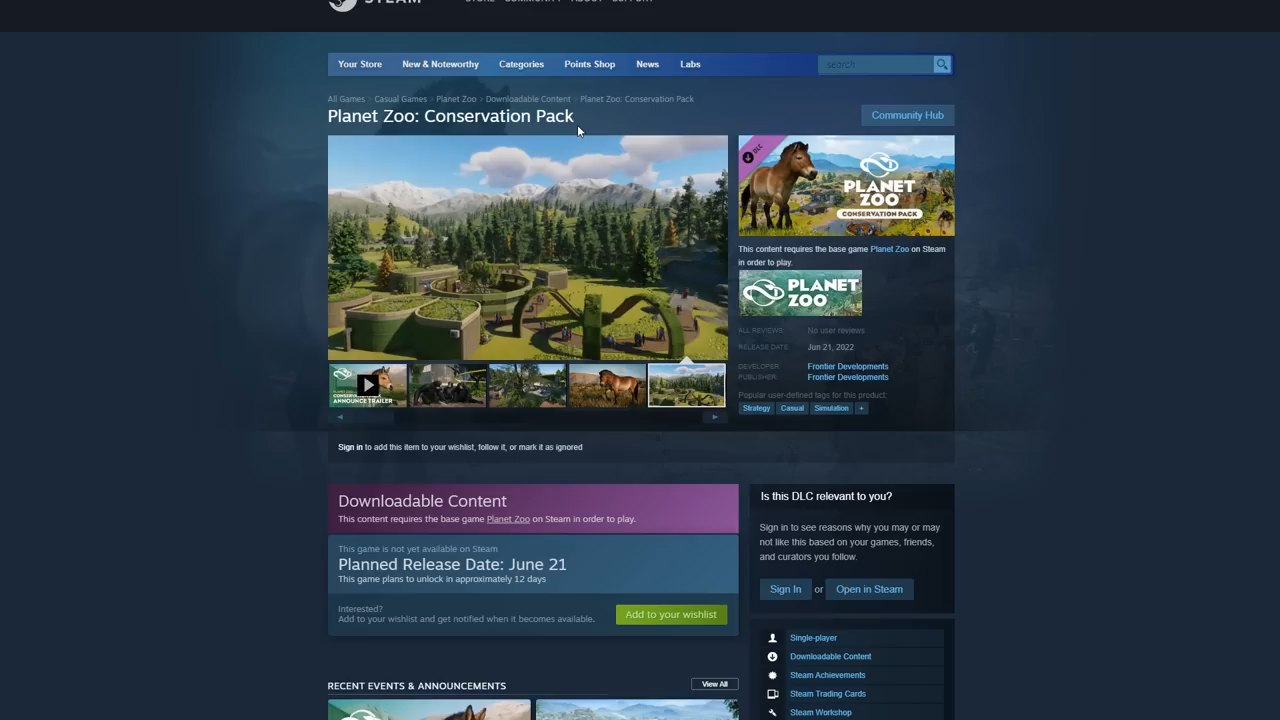 STEAM
STORE COMMUNITY ABOUT SUPPORT
Your Store
New & Noteworthy
Categories
Points Shop
News
Labs
search
All Games > Casual Games > Planet Zoo > Downloadable Content > Planet Zoo: Conservation Pack
Planet Zoo: Conservation Pack
Community Hub
DLC
PLANET
ZOO
CONSERVATION PACK
This content requires the base game Planet Zoo on Steam
in order to play.
PLANET
ZOO
ALL REVIEWS: No user reviews
RELEASE DATE: Jun 21, 2022
DEVELOPER: Frontier Developments
PUBLISHER: Frontier Developments
Popular user-defined tags for this product:
Strategy
Casual
Simulation
+
ANNOUNCE TRAILER
Sign in to add this item to your wishlist, follow it, or mark it as ignored
Downloadable Content
This content requires the base game Planet Zoo on Steam in order to play.
This game is not yet available on Steam
Planned Release Date: June 21
This game plans to unlock in approximately 12 days
Interested?
Add to your wishlist and get notified when it becomes available.
Add to your wishlist
Is this DLC relevant to you?
Sign in to see reasons why you may or may
not like this based on your games, friends,
and curators you follow.
Sign In or Open in Steam
Single-player
Downloadable Content
Steam Achievements
Steam Trading Cards
Steam Workshop
RECENT EVENTS & ANNOUNCEMENTS
View All